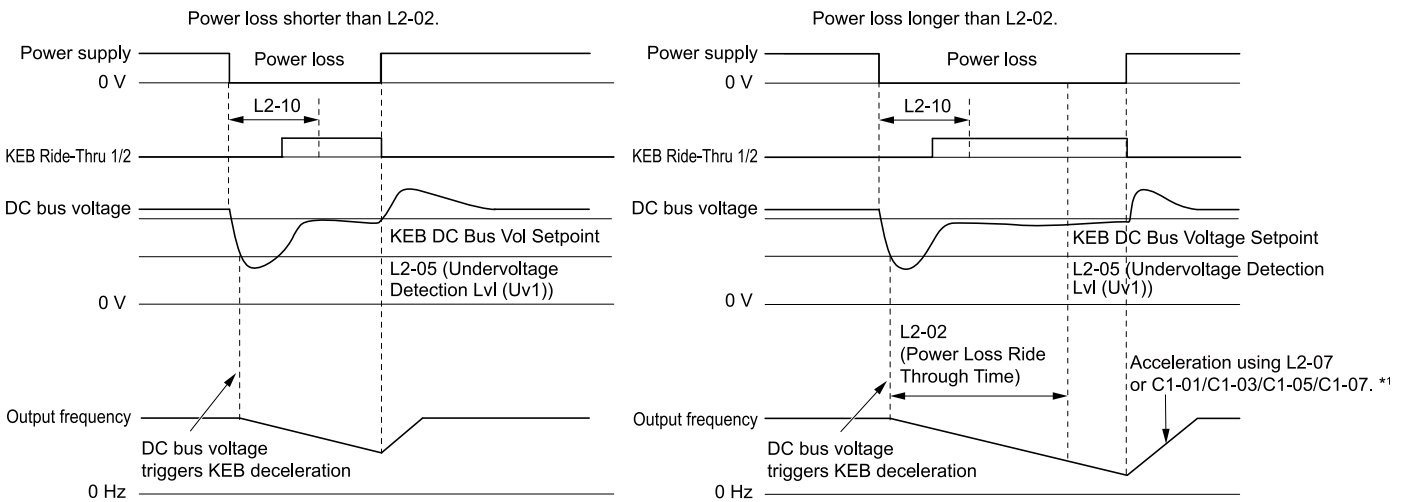 Power loss shorter than L2-02.
Power supply
Power loss
0 V
L2-10
KEB Ride-Thru 1/2
DC bus voltage
KEB DC Bus Vol Setpoint
L2-05 (Undervoltage
Detection Lvl (Uv1))
0 V
Output frequency
DC bus voltage
triggers KEB deceleration
0 Hz
Power loss longer than L2-02.
Power supply
Power loss
0 V
L2-10
KEB Ride-Thru 1/2
DC bus voltage
KEB DC Bus Voltage Setpoint
L2-05 (Undervoltage Detection
Lvl (Uv1))
0 V
L2-02
(Power Loss Ride
Through Time)
Acceleration using L2-07
or C1-01/C1-03/C1-05/C1-07. *1
Output frequency
DC bus voltage
triggers KEB deceleration
0 Hz